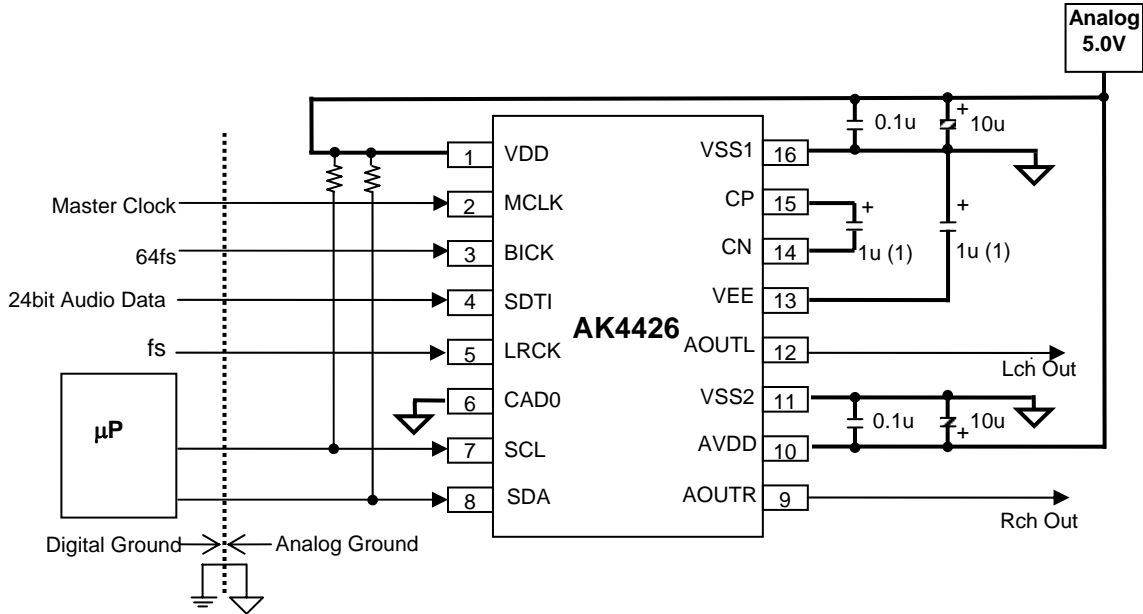 Analog
5.0V
0.1u
+
10u
1
VDD
VSS1
16
Master Clock
2
MCLK
CP
15
+
+
64fs
3
BICK
CN
14
1u (1)
1u (1)
24bit Audio Data
4
SDTI
VEE
13
AK4426
fs
5
LRCK
AOUTL
12
Lch Out
6
CAD0
VSS2
11
µP
0.1u
+
10u
7
SCL
AVDD
10
8
SDA
AOUTR
9
Rch Out
Digital Ground
Analog Ground